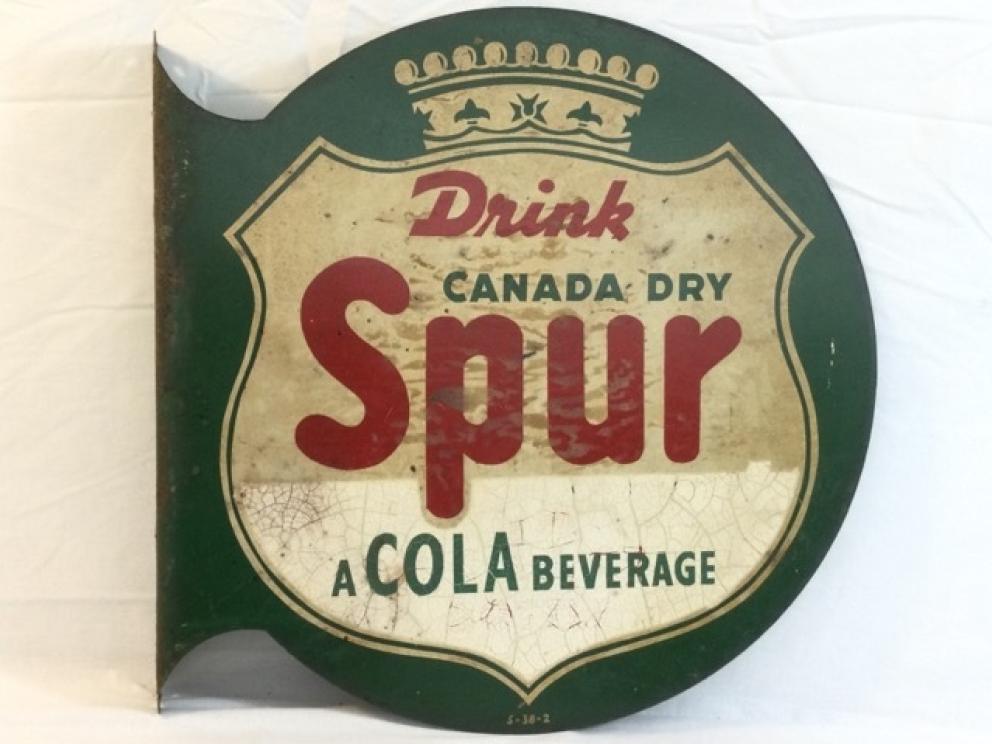 Drink
CANADA DRY
Spur
A COLA BEVERAGE
S-38-2